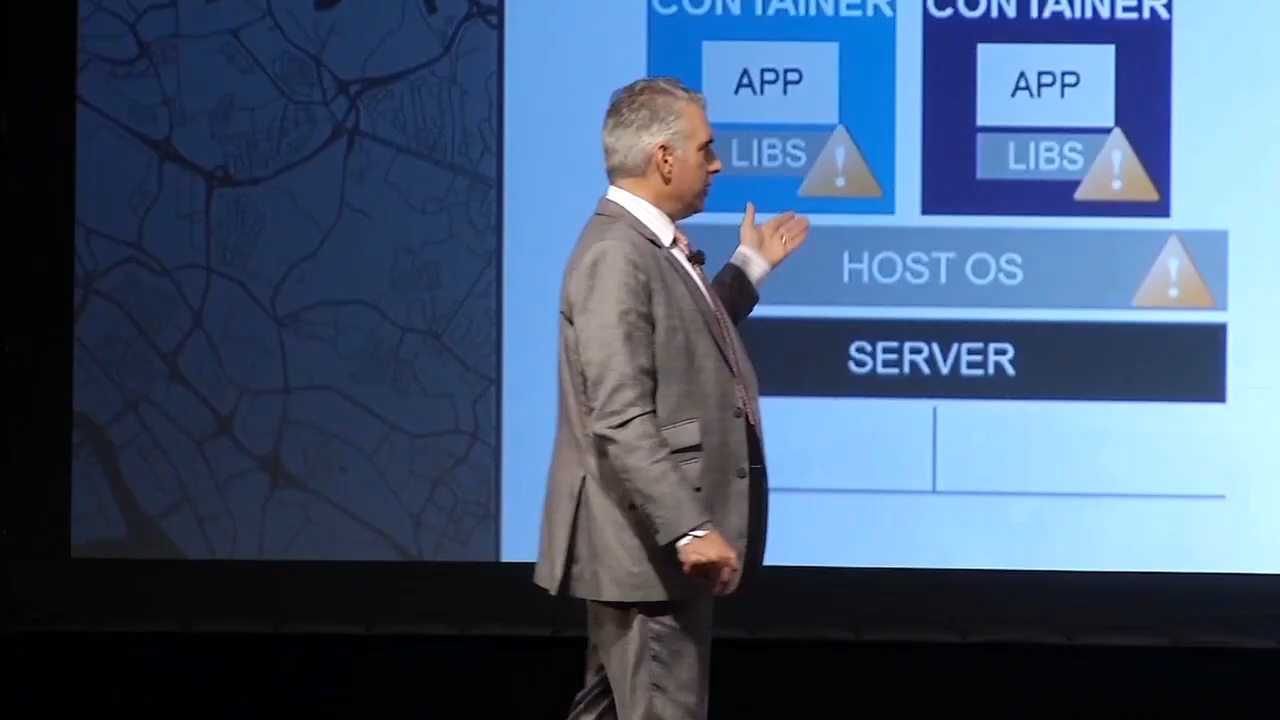 CONTAINER CONTAINER
APP APP
LIBS ! LIBS !
HOST OS !
SERVER